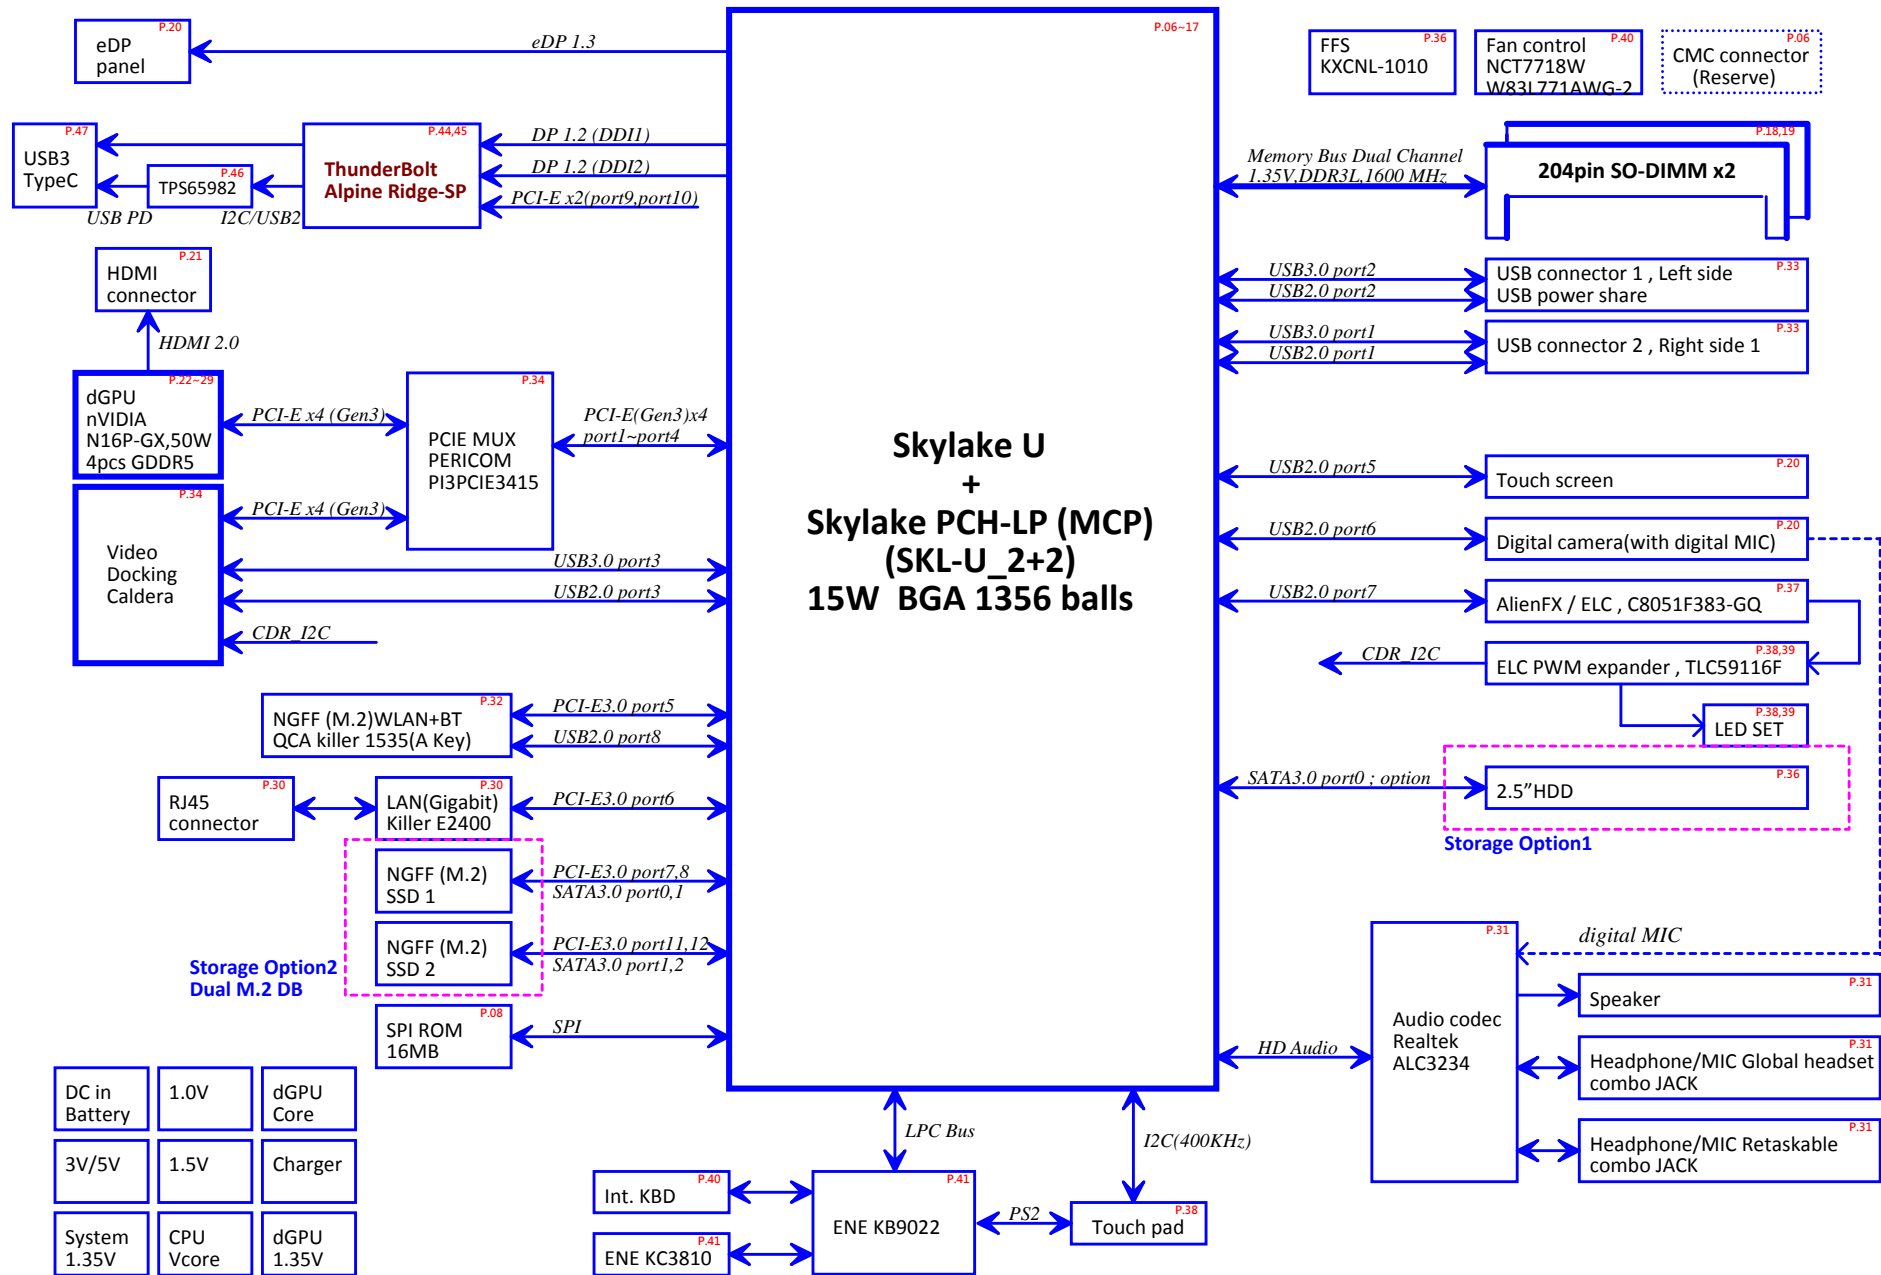 P.20
eDP
panel
eDP 1.3
P.47
USB3
TypeC
P.46
TPS65982
USB PD
I2C/USB2
P.44,45
ThunderBolt
Alpine Ridge-SP
DP 1.2 (DDI1)
DP 1.2 (DDI2)
PCI-E x2(port9,port10)
P.21
HDMI
connector
HDMI 2.0
P.22~29
dGPU
nVIDIA
N16P-GX,50W
4pcs GDDR5
PCI-E x4 (Gen3)
P.34
PCIE MUX
PERICOM
PI3PCIE3415
PCI-E(Gen3)x4
port1~port4
P.34
Video
Docking
Caldera
PCI-E x4 (Gen3)
USB3.0 port3
USB2.0 port3
CDR_I2C
P.32
NGFF (M.2)WLAN+BT
QCA killer 1535(A Key)
PCI-E3.0 port5
USB2.0 port8
P.30
RJ45
connector
P.30
LAN(Gigabit)
Killer E2400
PCI-E3.0 port6
NGFF (M.2)
SSD 1
PCI-E3.0 port7,8
SATA3.0 port0,1
NGFF (M.2)
SSD 2
PCI-E3.0 port11,12
SATA3.0 port1,2
Storage Option2
Dual M.2 DB
P.08
SPI ROM
16MB
SPI
DC in
Battery
1.0V
dGPU
Core
3V/5V
1.5V
Charger
System
1.35V
CPU
Vcore
dGPU
1.35V
P.06~17
Skylake U
+
Skylake PCH-LP (MCP)
(SKL-U_2+2)
15W BGA 1356 balls
LPC Bus
I2C(400KHz)
P.40
Int. KBD
P.41
ENE KC3810
P.41
ENE KB9022
PS2
P.38
Touch pad
P.36
FFS
KXCNL-1010
P.40
Fan control
NCT7718W
W83L771AWG-2
P.06
CMC connector
(Reserve)
Memory Bus Dual Channel
1.35V,DDR3L,1600 MHz
P.18,19
204pin SO-DIMM x2
USB3.0 port2
USB2.0 port2
P.33
USB connector 1 , Left side
USB power share
USB3.0 port1
USB2.0 port1
P.33
USB connector 2 , Right side 1
USB2.0 port5
P.20
Touch screen
USB2.0 port6
P.20
Digital camera(with digital MIC)
USB2.0 port7
P.37
AlienFX / ELC , C8051F383-GQ
CDR_I2C
P.38,39
ELC PWM expander , TLC59116F
P.38,39
LED SET
SATA3.0 port0 ; option
P.36
2.5”HDD
Storage Option1
digital MIC
P.31
Audio codec
Realtek
ALC3234
HD Audio
P.31
Speaker
P.31
Headphone/MIC Global headset
combo JACK
P.31
Headphone/MIC Retaskable
combo JACK